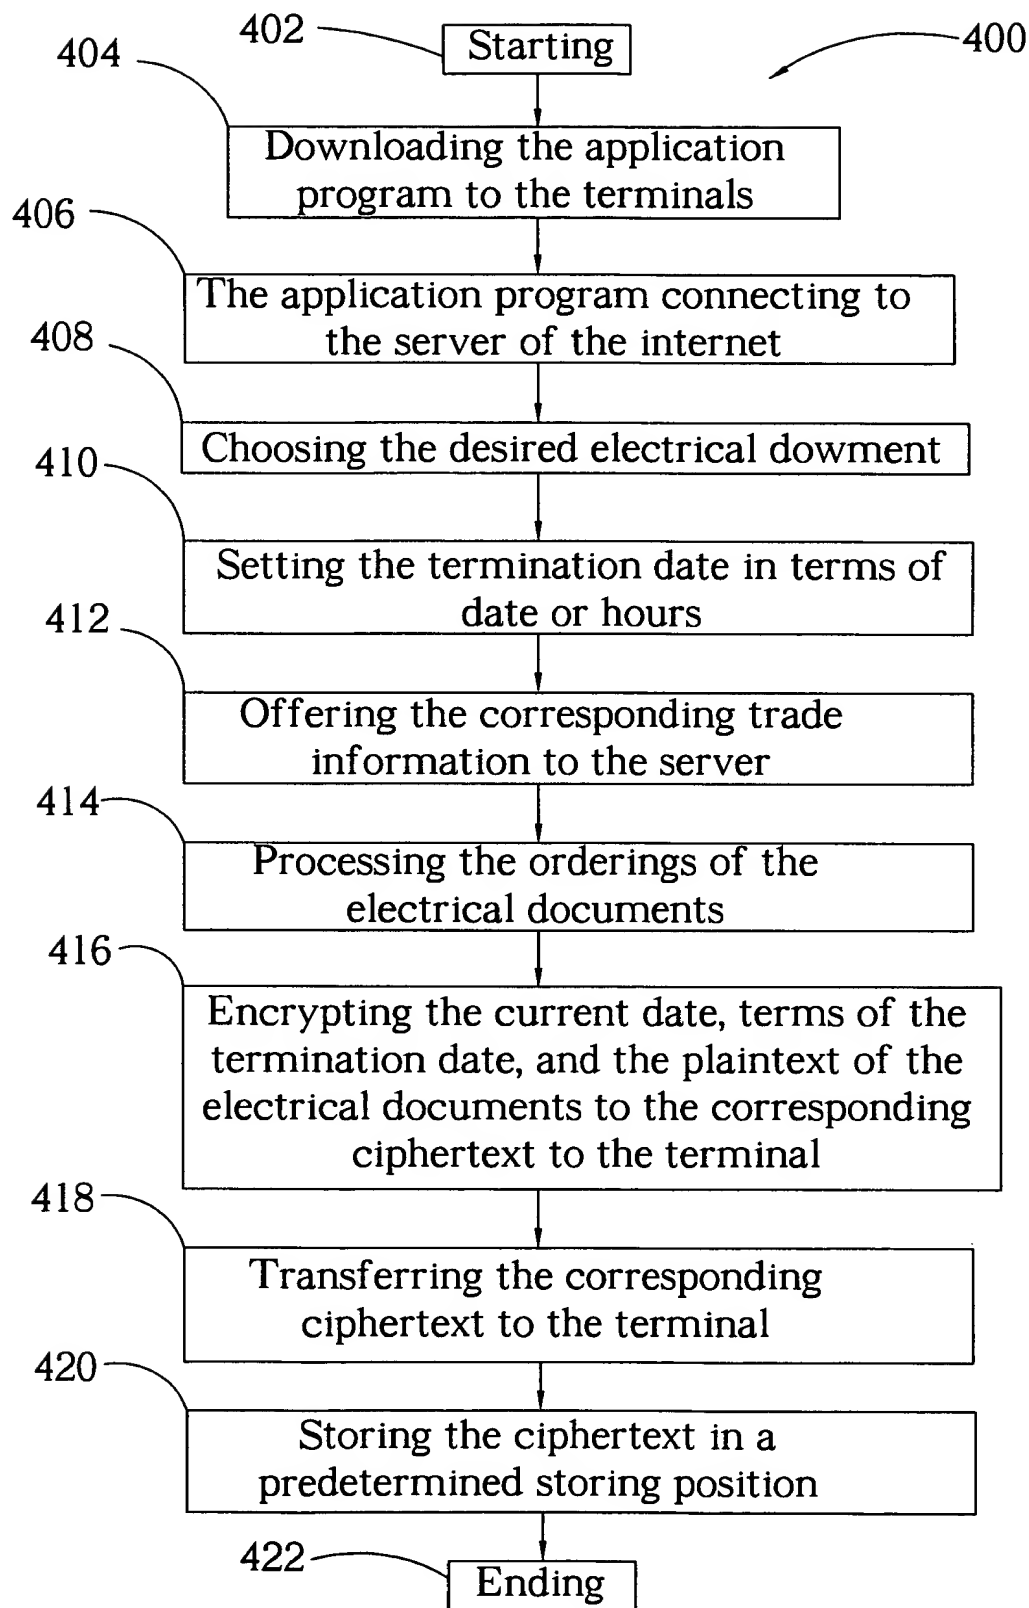 402
Starting
400
404
Downloading the application
program to the terminals
406
The application program connecting to
the server of the internet
408
Choosing the desired electrical dowment
410
Setting the termination date in terms of
date or hours
412
Offering the corresponding trade
information to the server
414
Processing the orderings of the
electrical documents
416
Encrypting the current date, terms of the
termination date, and the plaintext of the
electrical documents to the corresponding
ciphertext to the terminal
418
Transferring the corresponding
ciphertext to the terminal
420
Storing the ciphertext in a
predetermined storing position
422
Ending